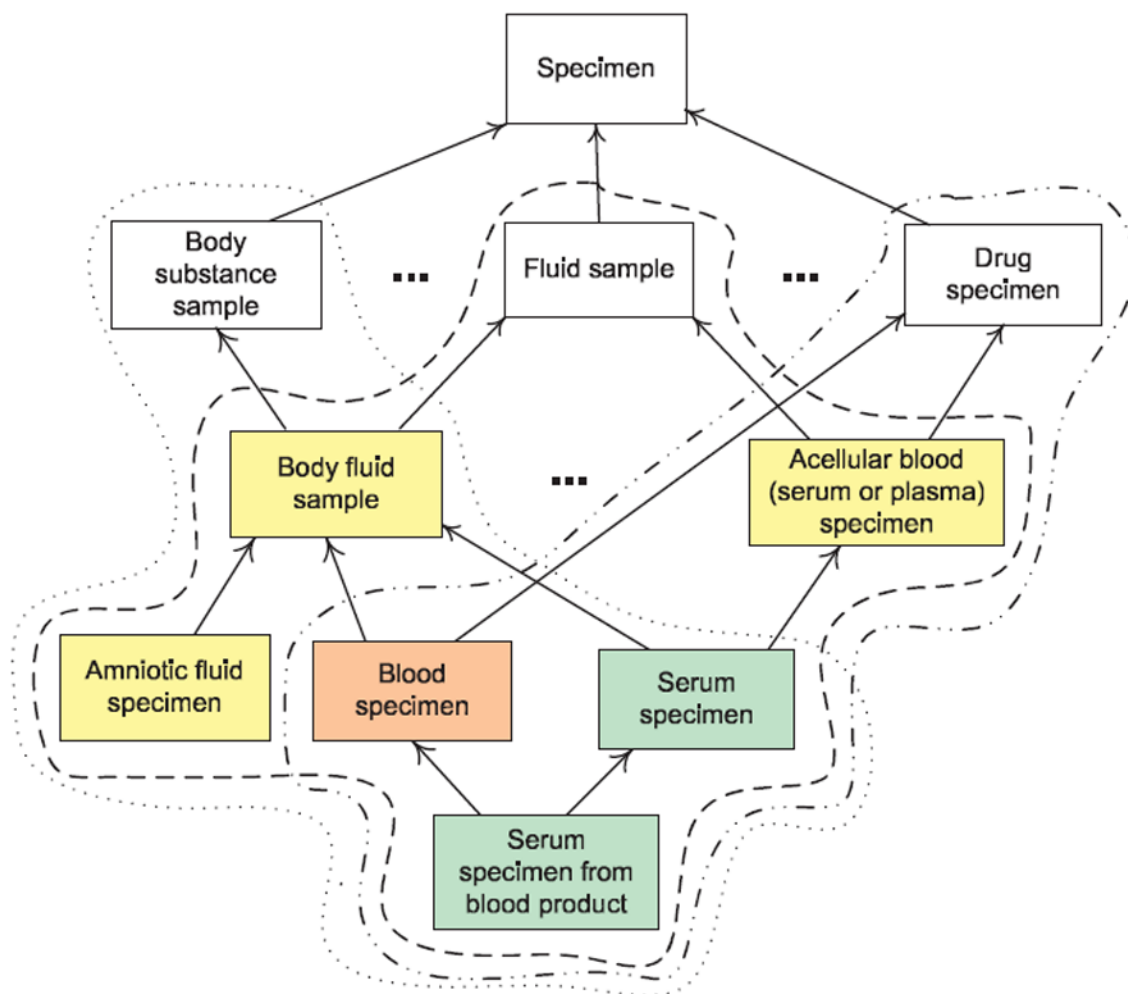 Specimen
Body
substance
sample
...
Fluid sample
...
Drug
specimen
Body fluid
sample
...
Acellular blood
(serum or plasma)
specimen
Amniotic fluid
specimen
Blood
specimen
Serum
specimen
Serum
specimen from
blood product